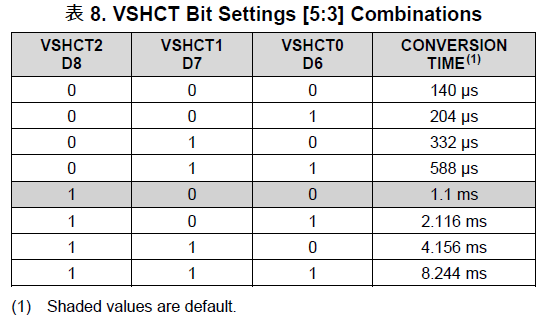 表 8. VSHCT Bit Settings [5:3] Combinations
VSHCT2 D8 VSHCT1 D7 VSHCT0 D6 CONVERSION TIME(1)
0 0 0 140 µs
0 0 1 204 µs
0 1 0 332 µs
0 1 1 588 µs
1 0 0 1.1 ms
1 0 1 2.116 ms
1 1 0 4.156 ms
1 1 1 8.244 ms
(1) Shaded values are default.